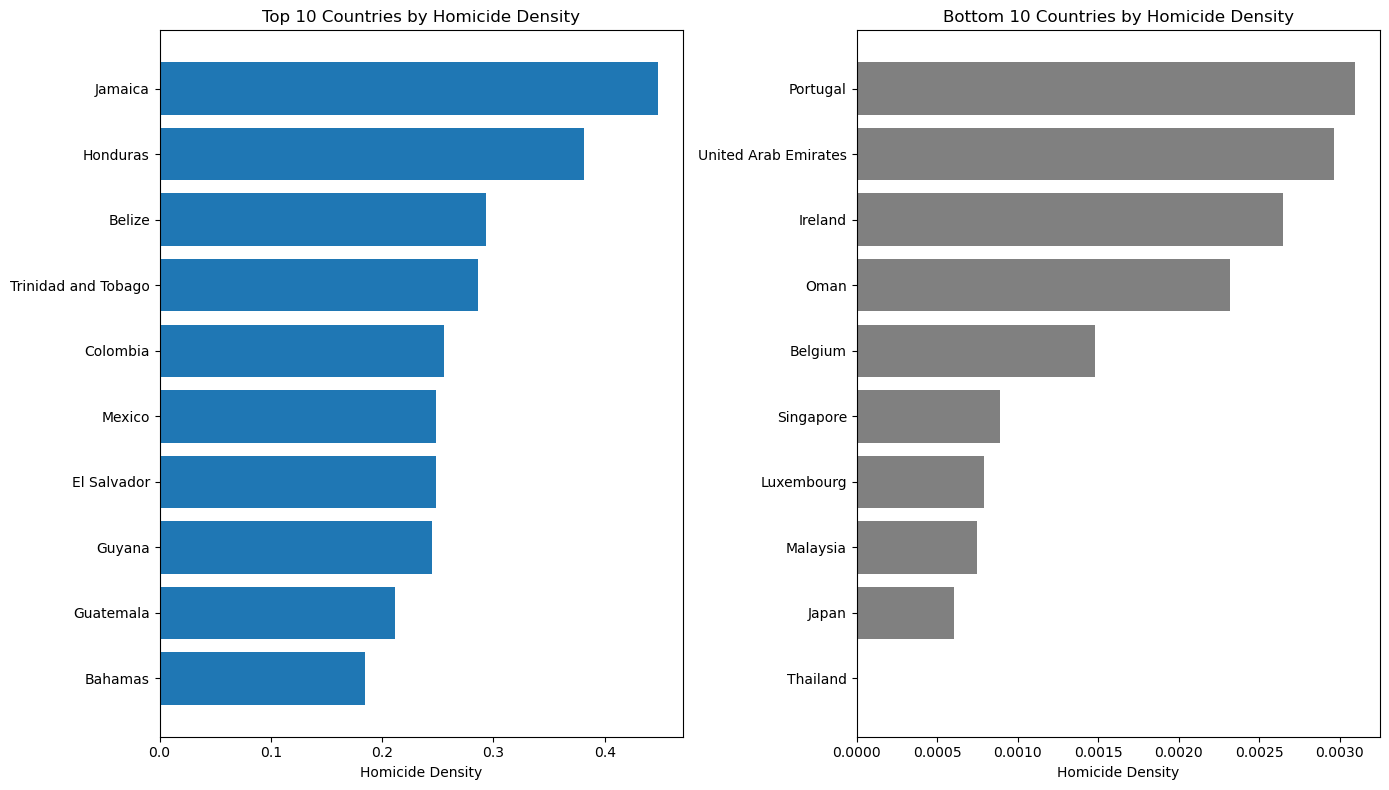 Top 10 Countries by Homicide Density
Jamaica
Honduras
Belize
Trinidad and Tobago
Colombia
Mexico
El Salvador
Guyana
Guatemala
Bahamas
0.0 0.1 0.2 0.3 0.4
Homicide Density
Bottom 10 Countries by Homicide Density
Portugal
United Arab Emirates
Ireland
Oman
Belgium
Singapore
Luxembourg
Malaysia
Japan
Thailand
0.0000 0.0005 0.0010 0.0015 0.0020 0.0025 0.0030
Homicide Density